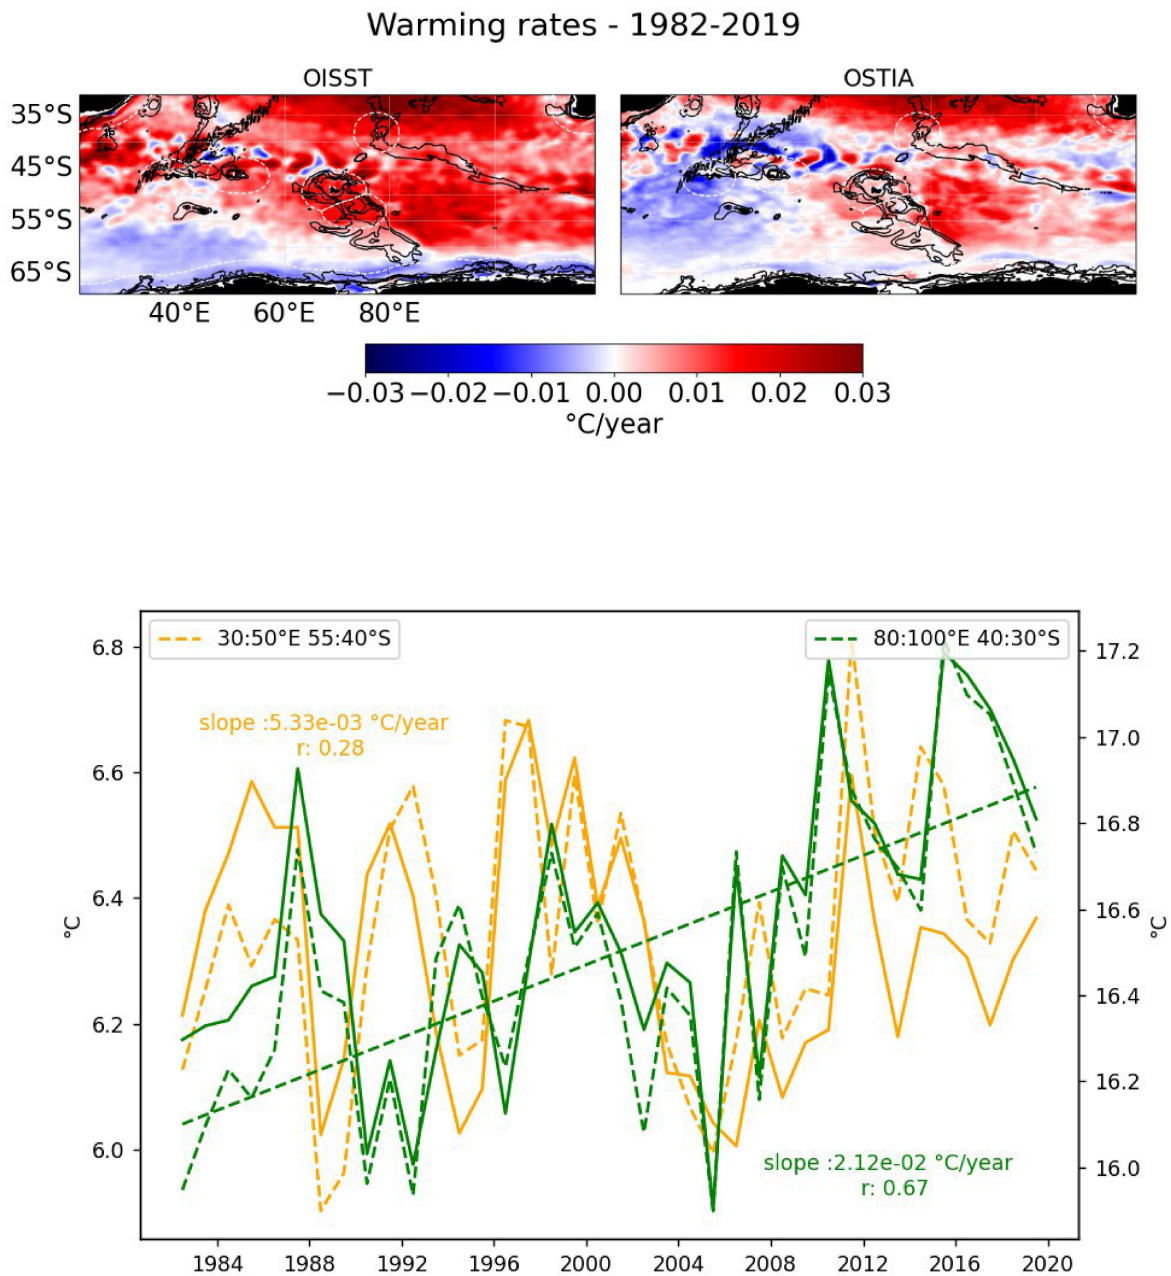 Warming rates - 1982-2019
OISST
OSTIA
35°S
45°S
55°S
65°S
40°E 60°E 80°E
−0.03 −0.02 −0.01 0.00 0.01 0.02 0.03
°C/year
30:50°E 55:40°S
80:100°E 40:30°S
slope :5.33e-03 °C/year
r: 0.28
slope :2.12e-02 °C/year
r: 0.67
6.8
6.6
6.4
6.2
6.0
°C
17.2
17.0
16.8
16.6
16.4
16.2
16.0
°C
1984 1988 1992 1996 2000 2004 2008 2012 2016 2020